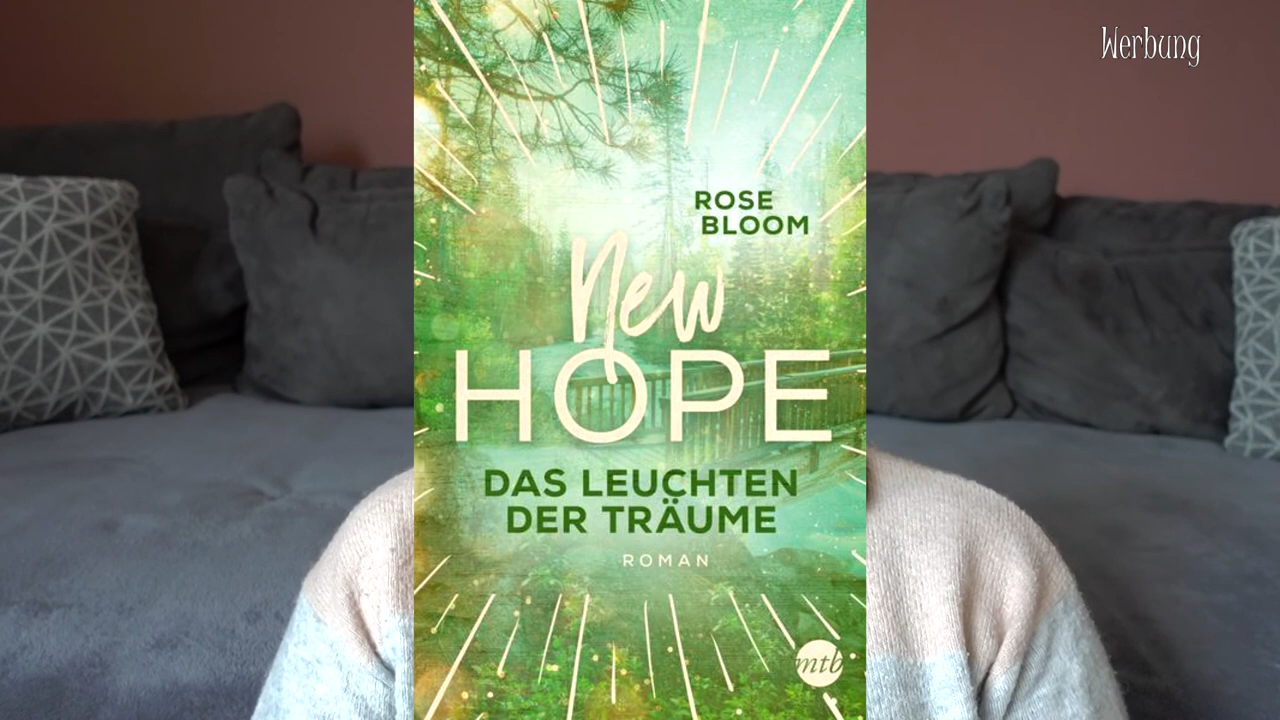 Werbung
ROSE
BLOOM
New
HOPE
DAS LEUCHTEN
DER TRÄUME
ROMAN
mtb